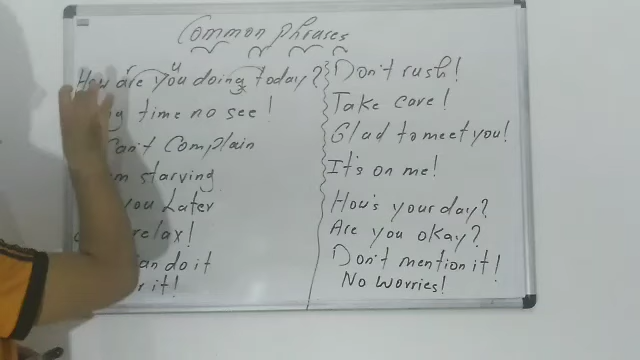 Common phrases
r u
How are you doing today?
g time no see!
Can't Complain
m starving
you Later
relax!
an do it
r it!
Don't rush!
Take care!
Glad to meet you!
It's on me!
How's your day?
Are you okay?
Don't mention it!
No worries!